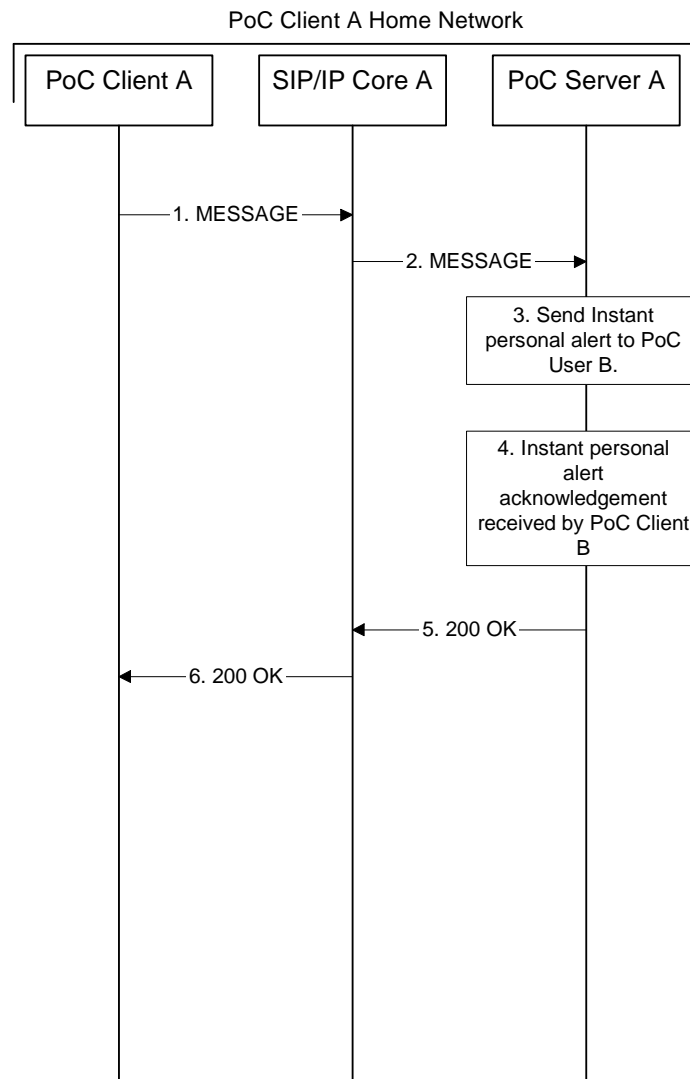 PoC Client A Home Network
PoC Client A
SIP/IP Core A
PoC Server A
1. MESSAGE
2. MESSAGE
3. Send Instant
personal alert to PoC
User B.
4. Instant personal
alert
acknowledgement
received by PoC Client
B
5. 200 OK
6. 200 OK